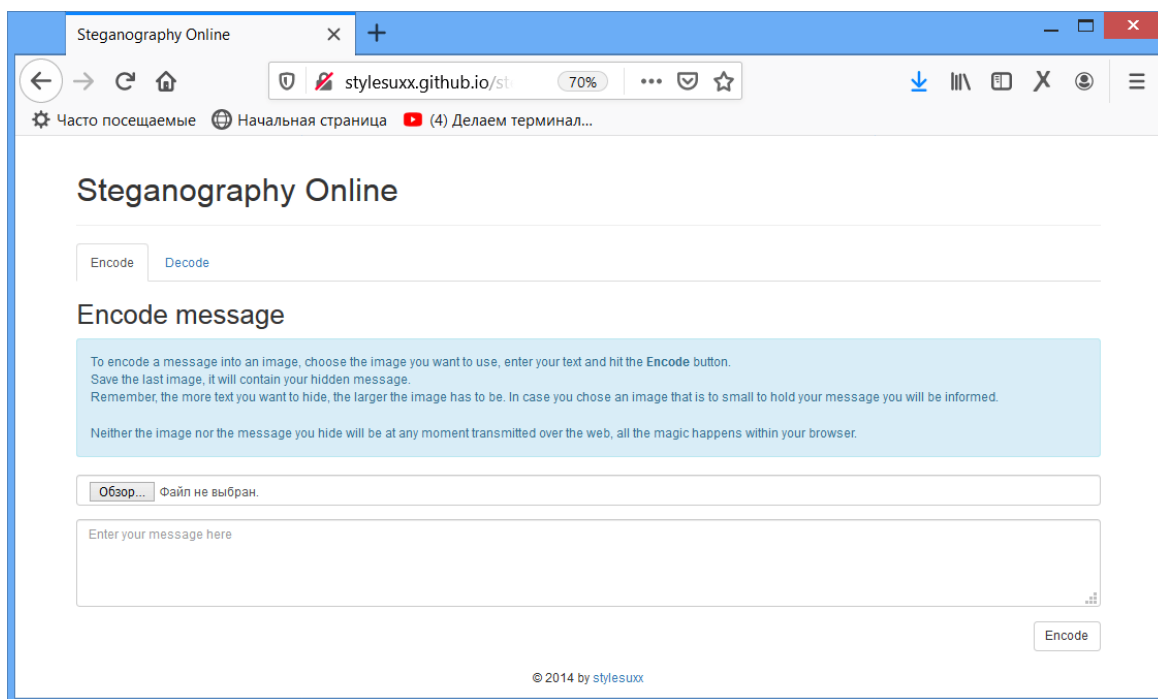 Steganography Online
stylesuxx.github.io/st
70%
Часто посещаемые Начальная страница (4) Делаем терминал...
Steganography Online
Encode Decode
Encode message
To encode a message into an image, choose the image you want to use, enter your text and hit the Encode button.
Save the last image, it will contain your hidden message.
Remember, the more text you want to hide, the larger the image has to be. In case you chose an image that is to small to hold your message you will be informed.
Neither the image nor the message you hide will be at any moment transmitted over the web, all the magic happens within your browser.
Обзор... Файл не выбран.
Enter your message here
Encode
© 2014 by stylesuxx